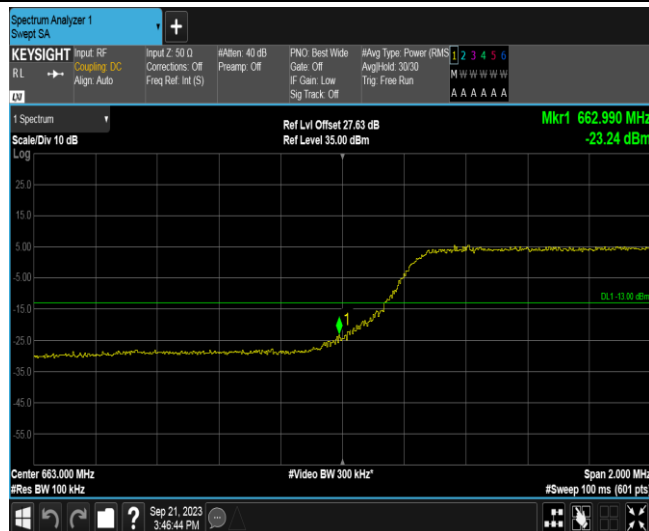 Spectrum Analyzer 1
Swept SA
KEYSIGHT
RL
Input: RF
Coupling: DC
Align: Auto
Input Z: 50 Ω
Corrections: Off
Freq Ref: Int (S)
#Atten: 40 dB
Preamp: Off
PNO: Best Wide
Gate: Off
IF Gain: Low
Sig Track: Off
#Avg Type: Power (RMS
Avg|Hold: 30/30
Trig: Free Run
1 2 3 4 5 6
M W W W W W
A A A A A A
1 Spectrum
Scale/Div 10 dB
Log
Ref Lvl Offset 27.63 dB
Ref Level 35.00 dBm
Mkr1 662.990 MHz
-23.24 dBm
25.0
15.0
5.00
-5.00
DL1 -13.00 dBm
-15.0
1
-25.0
-35.0
-45.0
-55.0
Center 663.000 MHz
#Res BW 100 kHz
#Video BW 300 kHz*
Span 2.000 MHz
#Sweep 100 ms (601 pts)
?
Sep 21, 2023
3:46:44 PM